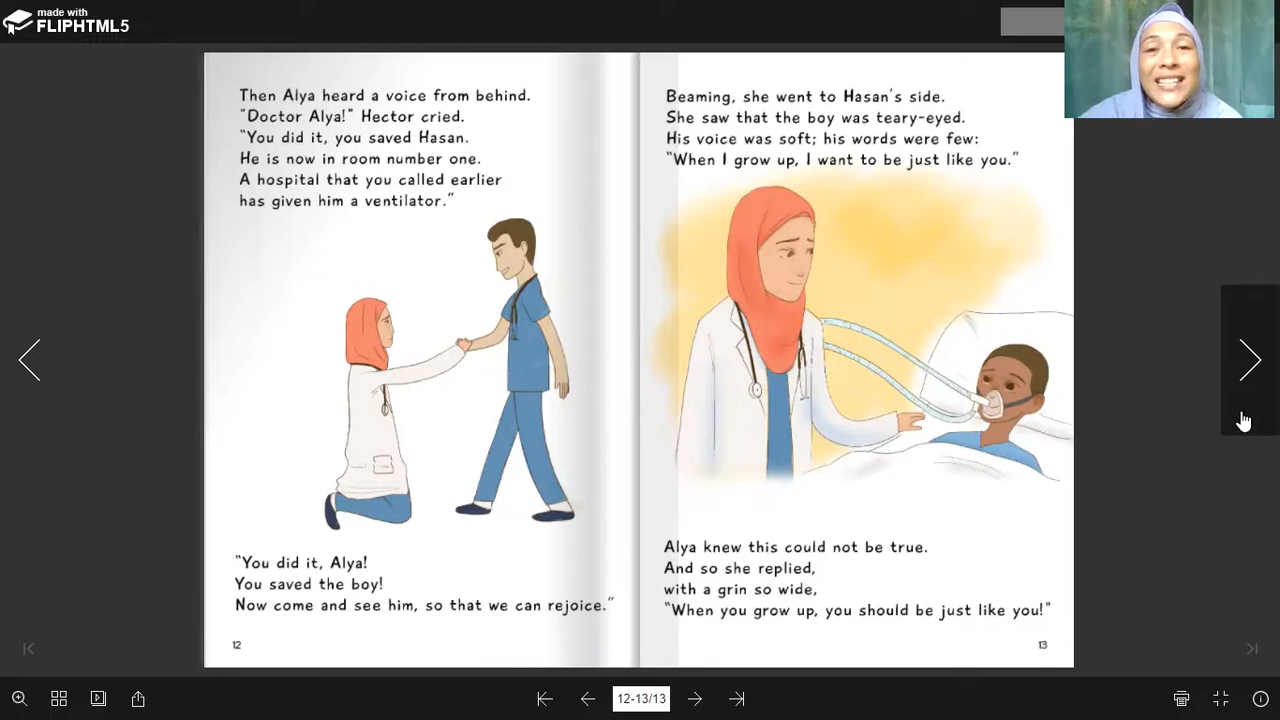 made with
FLIPHTML5
Then Alya heard a voice from behind.
"Doctor Alya!" Hector cried.
"You did it, you saved Hasan.
He is now in room number one.
A hospital that you called earlier
has given him a ventilator."
"You did it, Alya!
You saved the boy!
Now come and see him, so that we can rejoice."
12
Beaming, she went to Hasan's side.
She saw that the boy was teary-eyed.
His voice was soft; his words were few:
"When I grow up, I want to be just like you."
Alya knew this could not be true.
And so she replied,
with a grin so wide,
"When you grow up, you should be just like you!"
13
12-13/13